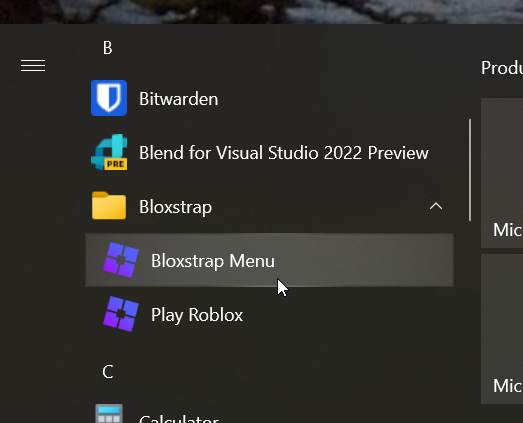 B
Produ
Bitwarden
PRE
Blend for Visual Studio 2022 Preview
Bloxstrap
Mic
Bloxstrap Menu
Play Roblox
C
Mic
Calculator